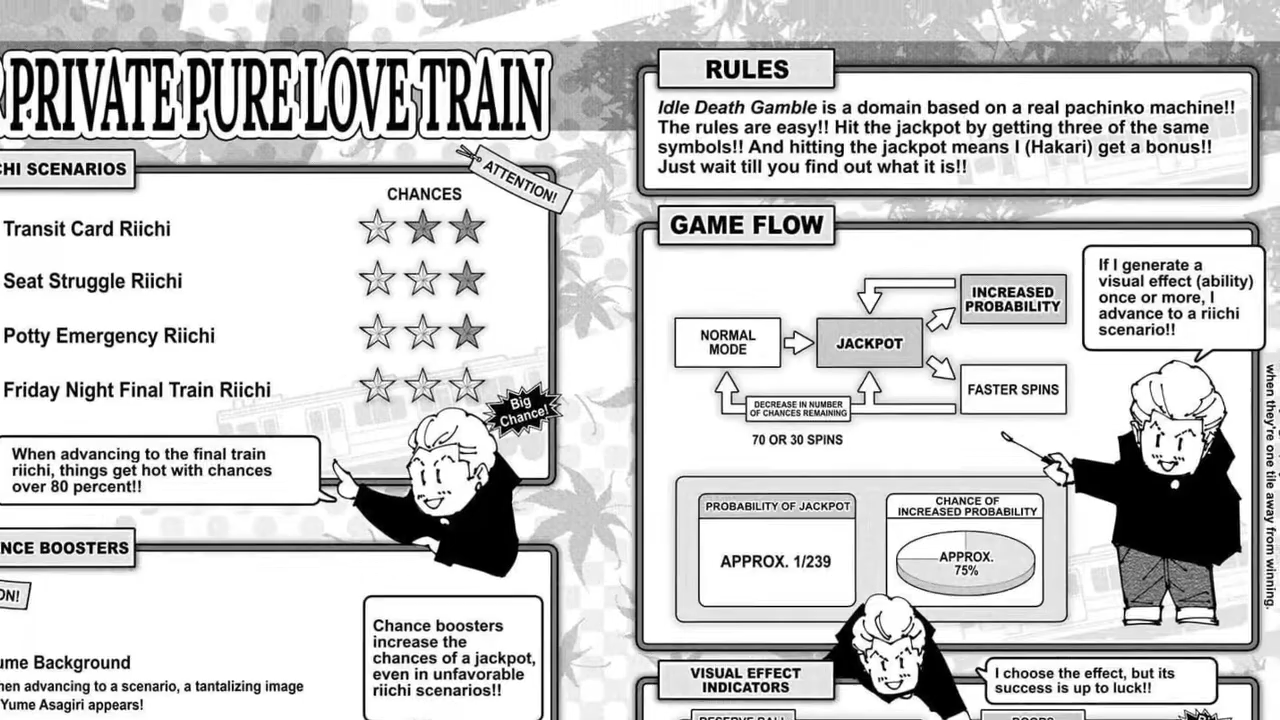 PRIVATE PURE LOVE TRAIN
SCENARIOS
ATTENTION!
CHANCES
Transit Card Riichi
Seat Struggle Riichi
Potty Emergency Riichi
Friday Night Final Train Riichi
Big
Chance!
When advancing to the final train
riichi, things get hot with chances
over 80 percent!!
BOOSTERS
Chance boosters
increase the
chances of a jackpot,
even in unfavorable
riichi scenarios!!
Background
advancing to a scenario, a tantalizing image
Yume Asagiri appears!
RULES
Idle Death Gamble is a domain based on a real pachinko machine!!
The rules are easy!! Hit the jackpot by getting three of the same
symbols!! And hitting the jackpot means I (Hakari) get a bonus!!
Just wait till you find out what it is!!
GAME FLOW
If I generate a
visual effect (ability)
once or more, I
advance to a riichi
scenario!!
NORMAL
MODE
JACKPOT
INCREASED
PROBABILITY
FASTER SPINS
DECREASE IN NUMBER
OF CHANCES REMAINING
70 OR 30 SPINS
PROBABILITY OF JACKPOT
APPROX. 1/239
CHANCE OF
INCREASED PROBABILITY
APPROX.
75%
when they're one tile away from winning.
VISUAL EFFECT
INDICATORS
I choose the effect, but its
success is up to luck!!